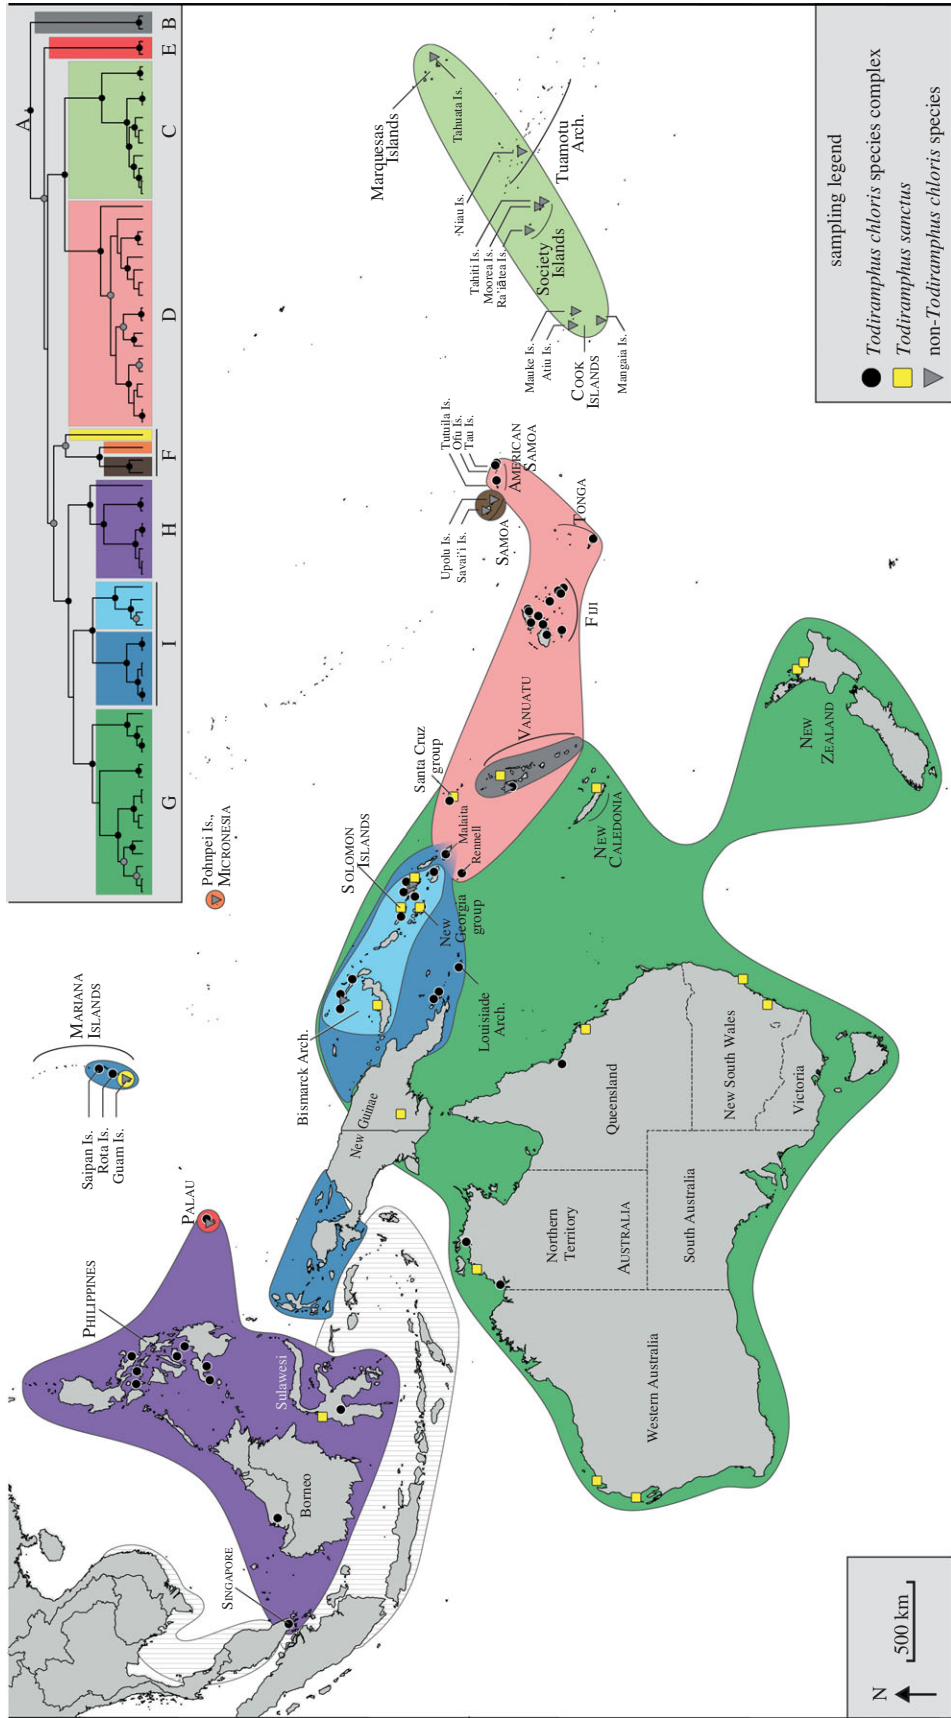 A
B
E
C
D
F
H
I
G
Marquesas
Islands
Tahuata Is.
Niau Is.
Tuamotu
Arch.
Tahiti Is.
Moorea Is.
Ra'iātea Is.
Society
Islands
Mauke Is.
Atiu Is.
COOK
ISLANDS
Mangaia Is.
Tutuila Is.
Ofu Is.
Tau Is.
AMERICAN
SAMOA
Upolu Is.
Savai'i Is.
SAMOA
TONGA
FIJI
VANUATU
Santa Cruz
group
Malaita
Rennell
SOLOMON
ISLANDS
New
Georgia
group
NEW
CALEDONIA
NEW
ZEALAND
Pohnpei Is.,
MICRONESIA
MARIANA
ISLANDS
Saipan Is.
Rota Is.
Guam Is.
Bismarck Arch.
Louisiade
Arch.
New Guinae
PALAU
PHILIPPINES
Sulawesi
Borneo
SINGAPORE
Queensland
New South Wales
Victoria
Northern
Territory
AUSTRALIA
South Australia
Western Australia
sampling legend
Todiramphus chloris species complex
Todiramphus sanctus
non-Todiramphus chloris species
N
500 km